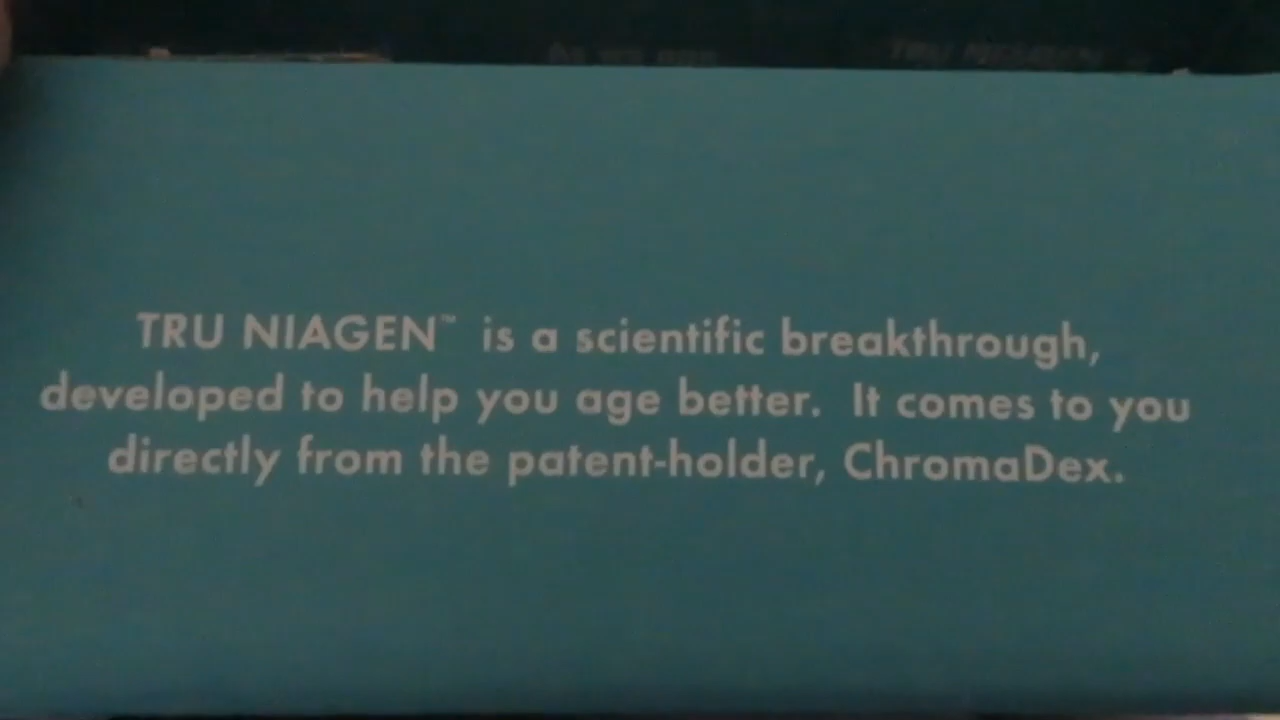 TRU NIAGEN™ is a scientific breakthrough,
developed to help you age better. It comes to you
directly from the patent-holder, ChromaDex.